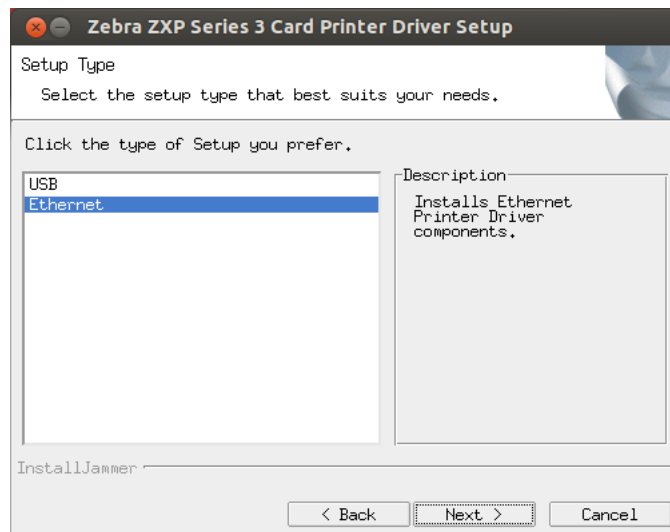 Zebra ZXP Series 3 Card Printer Driver Setup
Setup Type
Select the setup type that best suits your needs.
Click the type of Setup you prefer.
USB
Ethernet
Description
Installs Ethernet
Printer Driver
components.
InstallJammer
< Back
Next >
Cancel